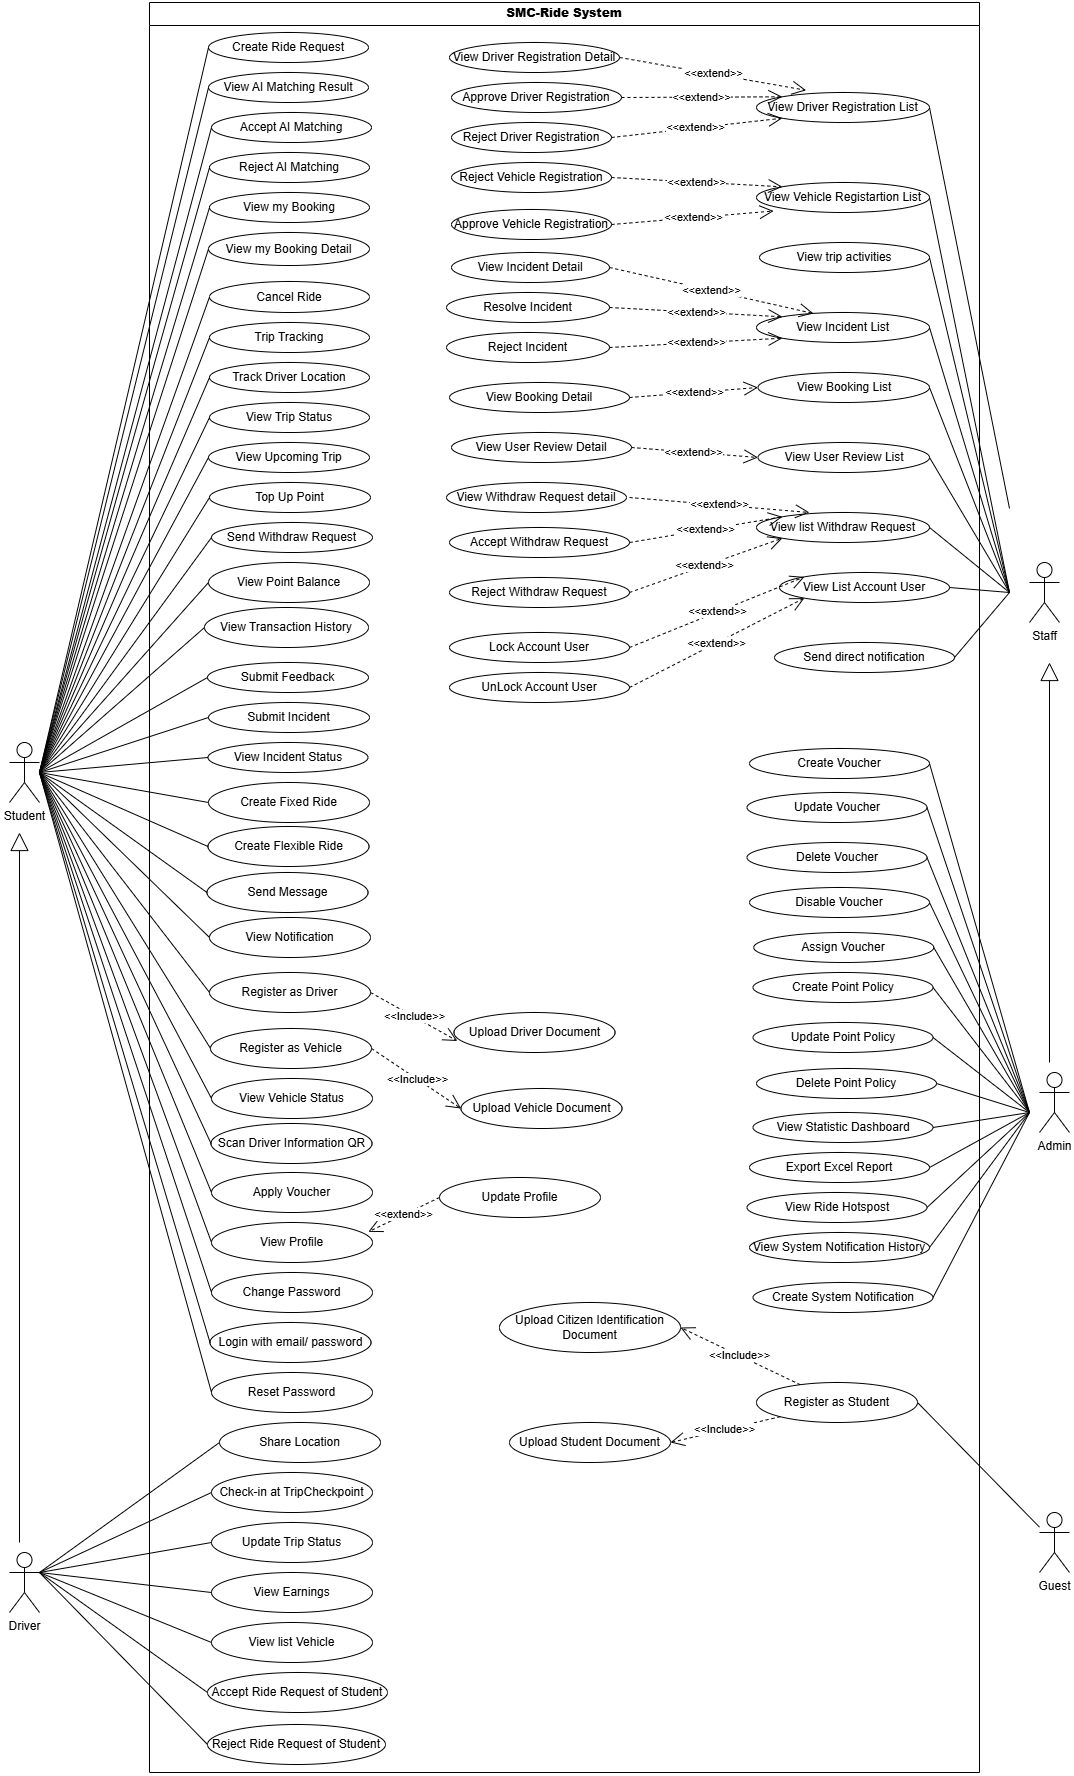 SMC-Ride System
Create Ride Request
View AI Matching Result
Accept AI Matching
Reject AI Matching
View my Booking
View my Booking Detail
Cancel Ride
Trip Tracking
Track Driver Location
View Trip Status
View Upcoming Trip
Top Up Point
Send Withdraw Request
View Point Balance
View Transaction History
Submit Feedback
Submit Incident
View Incident Status
Create Fixed Ride
Create Flexible Ride
Send Message
View Notification
Register as Driver
Register as Vehicle
View Vehicle Status
Scan Driver Information QR
Apply Voucher
View Profile
Change Password
Login with email/ password
Reset Password
Share Location
Check-in at TripCheckpoint
Update Trip Status
View Earnings
View list Vehicle
Accept Ride Request of Student
Reject Ride Request of Student
Student
Driver
View Driver Registration Detail
<<extend>>
Approve Driver Registration
<<extend>>
Reject Driver Registration
<<extend>>
View Driver Registration List
Reject Vehicle Registration
<<extend>>
Approve Vehicle Registration
<<extend>>
View Vehicle Registartion List
View trip activities
View Incident Detail
<<extend>>
Resolve Incident
<<extend>>
Reject Incident
<<extend>>
View Incident List
View Booking Detail
<<extend>>
View Booking List
View User Review Detail
<<extend>>
View User Review List
View Withdraw Request detail
<<extend>>
Accept Withdraw Request
<<extend>>
Reject Withdraw Request
<<extend>>
View list Withdraw Request
Lock Account User
<<extend>>
UnLock Account User
<<extend>>
View List Account User
Send direct notification
Staff
Create Voucher
Update Voucher
Delete Voucher
Disable Voucher
Assign Voucher
Create Point Policy
Update Point Policy
Delete Point Policy
View Statistic Dashboard
Export Excel Report
View Ride Hotspost
View System Notification History
Create System Notification
Admin
<<Include>>
Upload Driver Document
<<Include>>
Upload Vehicle Document
<<extend>>
Update Profile
Upload Citizen Identification
Document
<<Include>>
Register as Student
<<Include>>
Upload Student Document
Guest